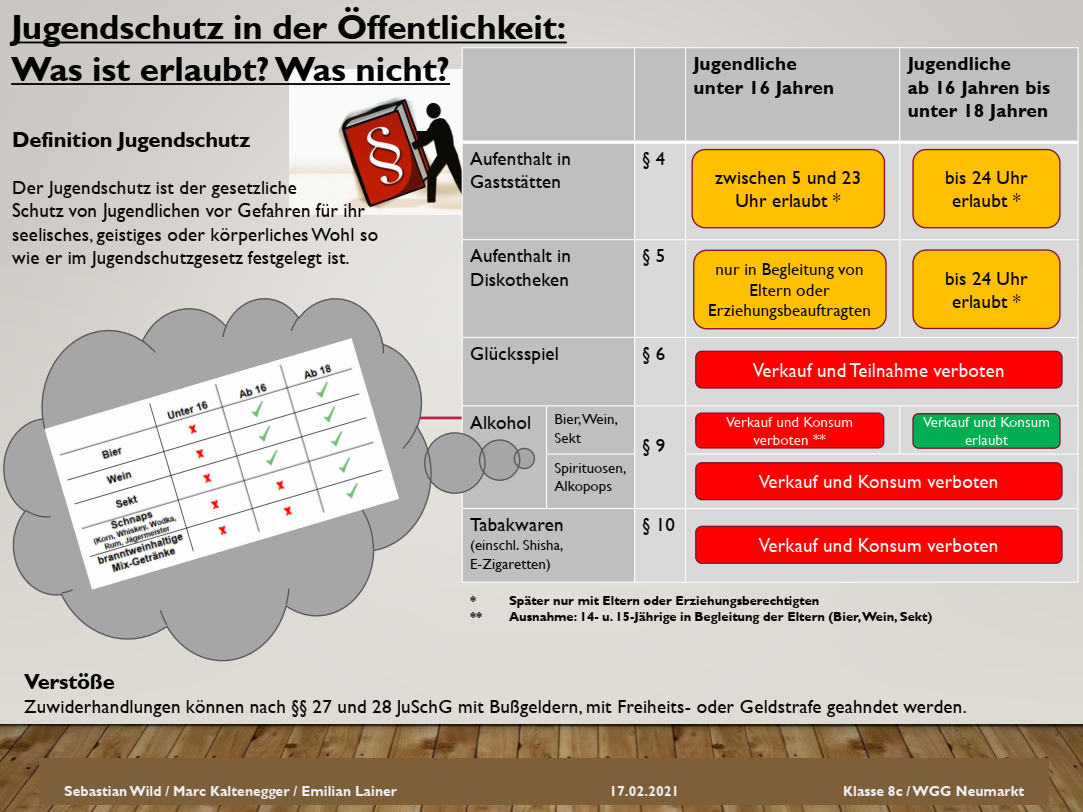 Jugendschutz in der Öffentlichkeit:
Was ist erlaubt? Was nicht?
Definition Jugendschutz
Der Jugendschutz ist der gesetzliche
Schutz von Jugendlichen vor Gefahren für ihr
seelisches, geistiges oder körperliches Wohl so
wie er im Jugendschutzgesetz festgelegt ist.
§
Unter 16 Ab 16 Ab 18
Bier x ✓ ✓
Wein x ✓ ✓
Sekt x ✓ ✓
Schnaps x x ✓
(Korn, Whiskey, Wodka,
Rum, Jägermeister
branntweinhaltige x x ✓
Mix-Getränke
Jugendliche
unter 16 Jahren
Jugendliche
ab 16 Jahren bis
unter 18 Jahren
Aufenthalt in
Gaststätten
§ 4
zwischen 5 und 23
Uhr erlaubt *
bis 24 Uhr
erlaubt *
Aufenthalt in
Diskotheken
§ 5
nur in Begleitung von
Eltern oder
Erziehungsbeauftragten
bis 24 Uhr
erlaubt *
Glücksspiel
§ 6
Verkauf und Teilnahme verboten
Alkohol
Bier, Wein,
Sekt
§ 9
Verkauf und Konsum
verboten **
Verkauf und Konsum
erlaubt
Spirituosen,
Alkopops
Verkauf und Konsum verboten
Tabakwaren
(einschl. Shisha,
E-Zigaretten)
§ 10
Verkauf und Konsum verboten
* Später nur mit Eltern oder Erziehungsberechtigten
** Ausnahme: 14- u. 15-Jährige in Begleitung der Eltern (Bier, Wein, Sekt)
Verstöße
Zuwiderhandlungen können nach §§ 27 und 28 JuSchG mit Bußgeldern, mit Freiheits- oder Geldstrafe geahndet werden.
Sebastian Wild / Marc Kaltenegger / Emilian Lainer 17.02.2021 Klasse 8c / WGG Neumarkt